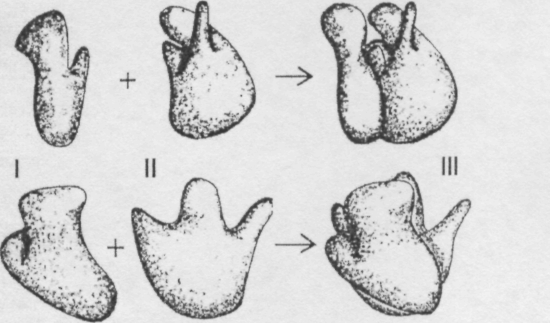 + →
I II III
+ →